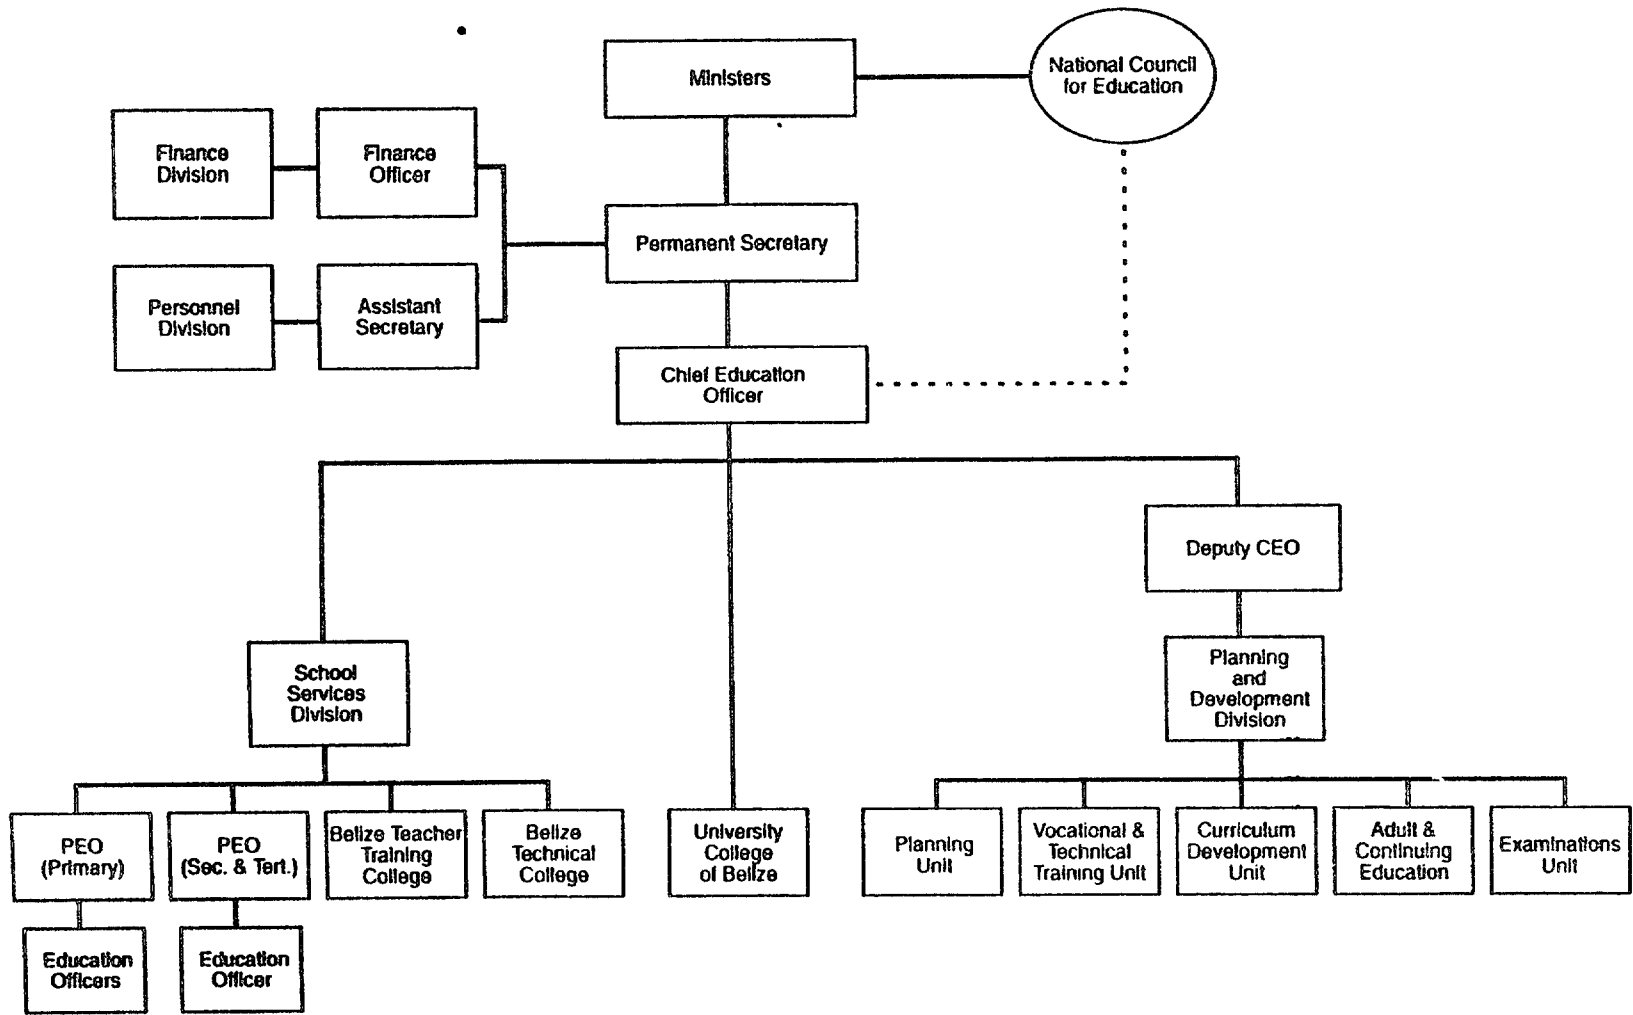 Ministers
National Council
for Education
Finance
Division
Finance
Officer
Permanent Secretary
Personnel
Division
Assistant
Secretary
Chief Education
Officer
Deputy CEO
School
Services
Division
Planning
and
Development
Division
PEO
(Primary)
PEO
(Sec. & Tert.)
Belize Teacher
Training
College
Belize
Technical
College
University
College
of Belize
Planning
Unit
Vocational &
Technical
Training Unit
Curriculum
Development
Unit
Adult &
Continuing
Education
Examinations
Unit
Education
Officers
Education
Officer